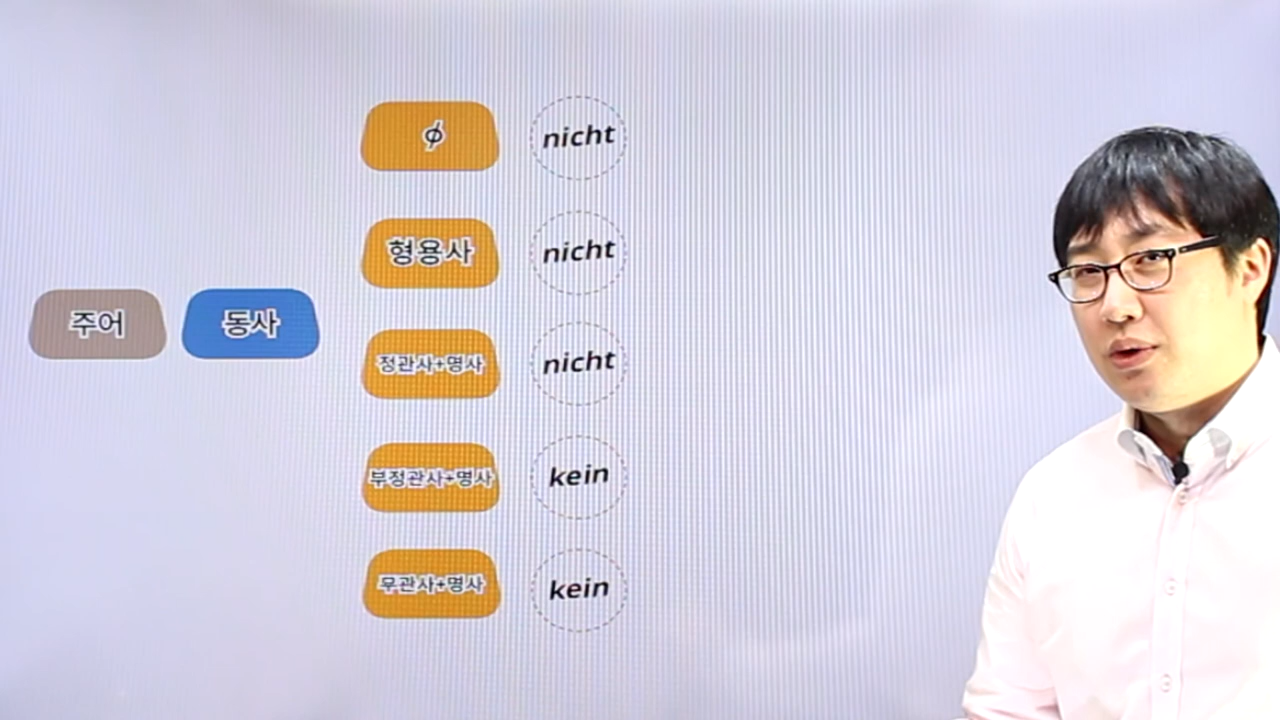 ϕ nicht
형용사 nicht
주어 동사 정관사+명사 nicht
부정관사+명사 kein
무관사+명사 kein